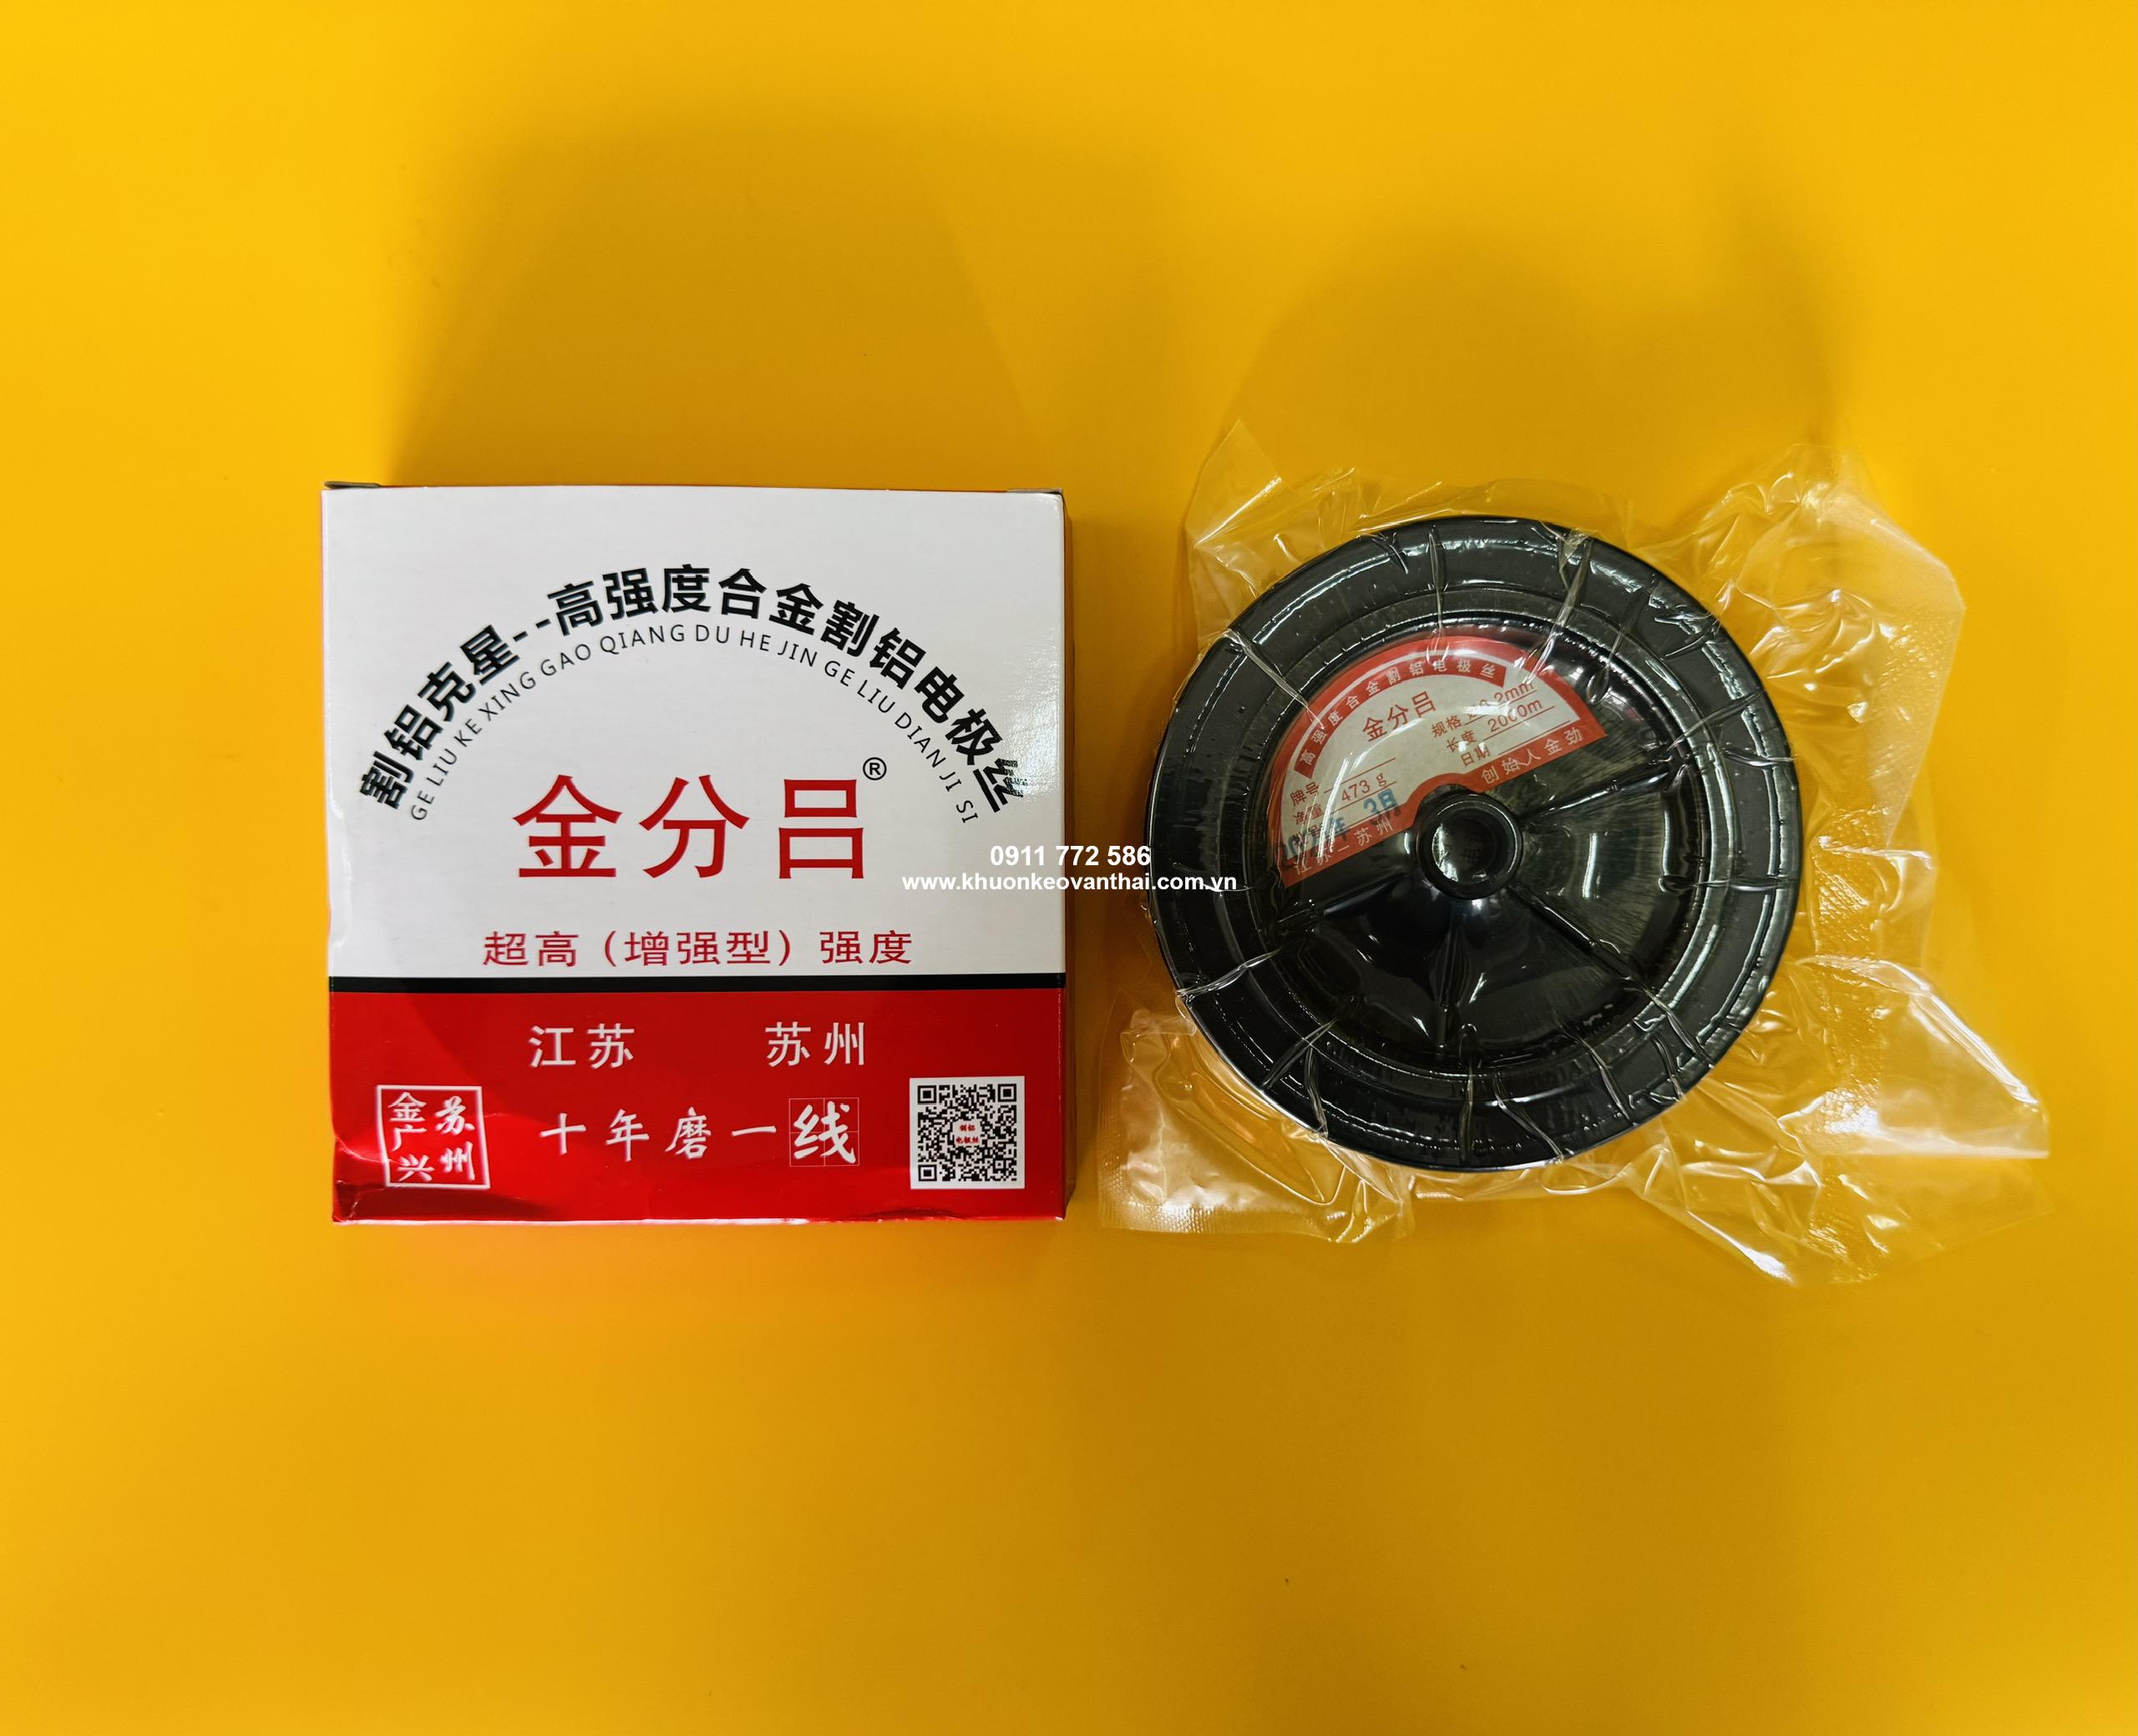 割铝克星--高强度合金割铝电极丝
GE LIU KE XING GAO QIANG DU HE JIN GE LIU DIAN JI SI
金分吕®
超高（增强型）强度
江苏 苏州
苏州
金广兴
十年磨一线
0911 772 586
www.khuonkeovanthai.com.vn
高强度合金割铝电极丝
金分吕
规格
2mm
长度 2000m
日期
牌号
473 g
创始人金劲
苏州